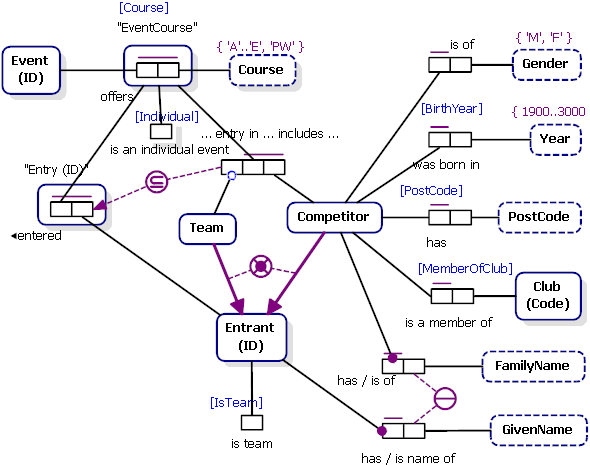 [Course]
"EventCourse"
{ 'A'..'E', 'PW' }
is of
{ 'M', 'F' }
Event
(ID)
Course
Gender
offers
[Individual]
[BirthYear]
{ 1900..3000
is an individual event
... entry in ... includes ...
Year
was born in
"Entry (ID)"
[PostCode]
Team
Competitor
PostCode
◄entered
has
[MemberOfClub]
Club
(Code)
Entrant
(ID)
is a member of
FamilyName
has / is of
[IsTeam]
is team
GivenName
has / is name of